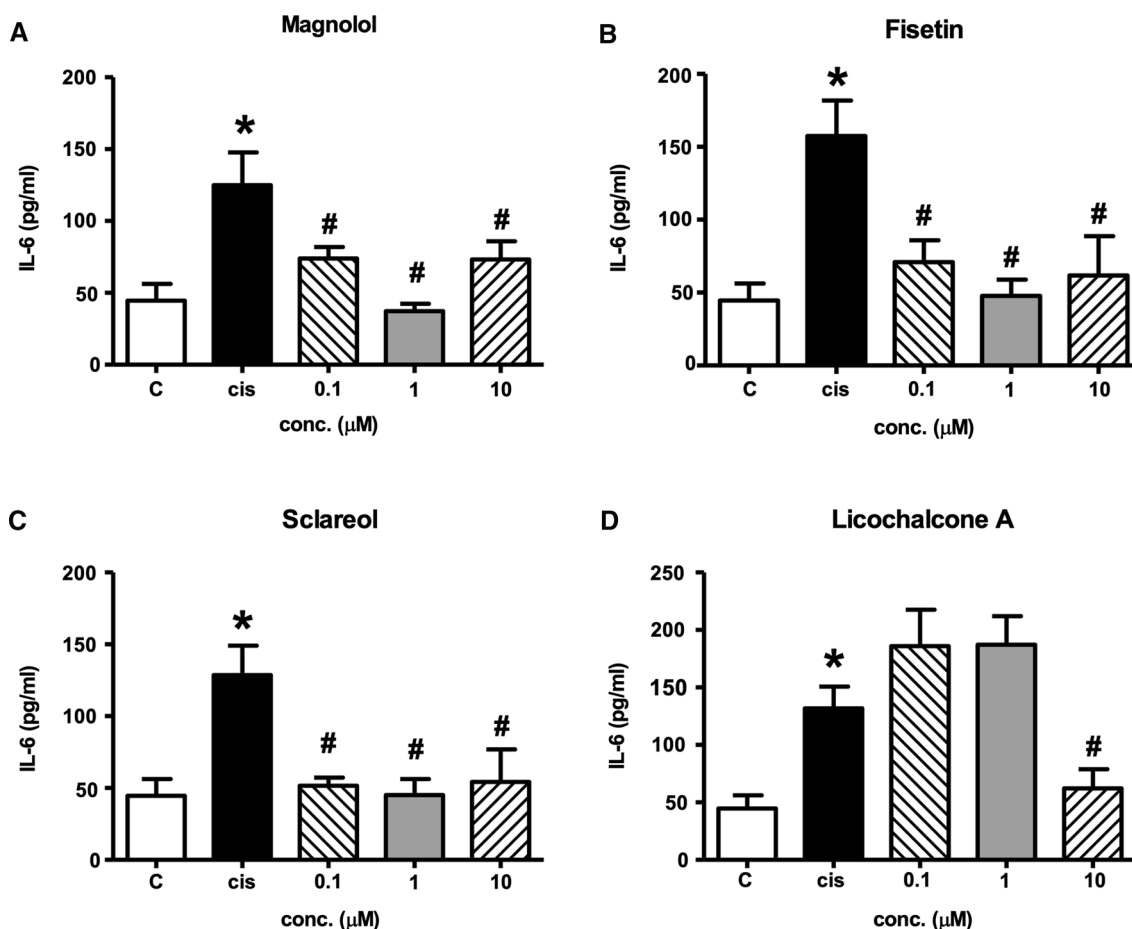 A
Magnolol
200
150
100
50
0
IL-6 (pg/ml)
*
#
#
#
C cis 0.1 1 10
conc. (μM)
B
Fisetin
200
150
100
50
0
IL-6 (pg/ml)
*
#
#
#
C cis 0.1 1 10
conc. (μM)
C
Sclareol
200
150
100
50
0
IL-6 (pg/ml)
*
#
#
#
C cis 0.1 1 10
conc. (μM)
D
Licochalcone A
250
200
150
100
50
0
IL-6 (pg/ml)
*
#
C cis 0.1 1 10
conc. (μM)